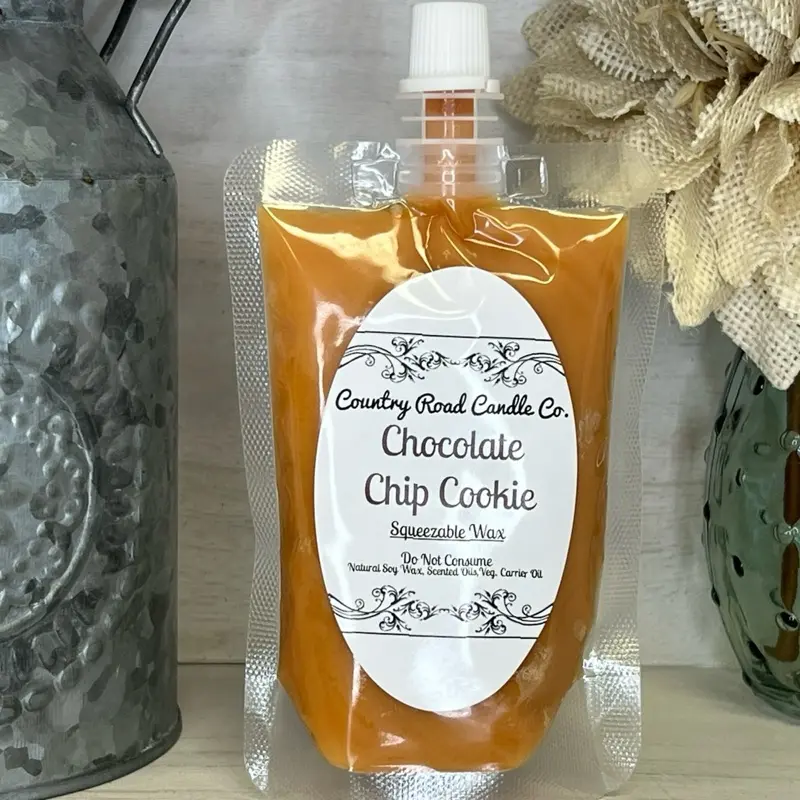 Country Road Candle Co.
Chocolate
Chip Cookie
Squeezable Wax
Do Not Consume
Natural Soy Wax, Scented Oils,Veg. Carrier Oil